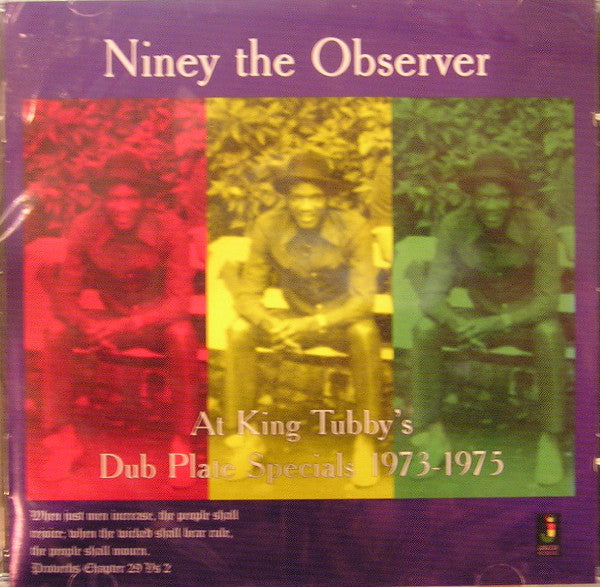 Niney the Observer
At King Tubby's
Dub Plate Specials 1973-1975
When just men increase, the people shall
rejoice; when the wicked shall bear rule,
the people shall mourn.
Proverbs Chapter 29 Vs 2